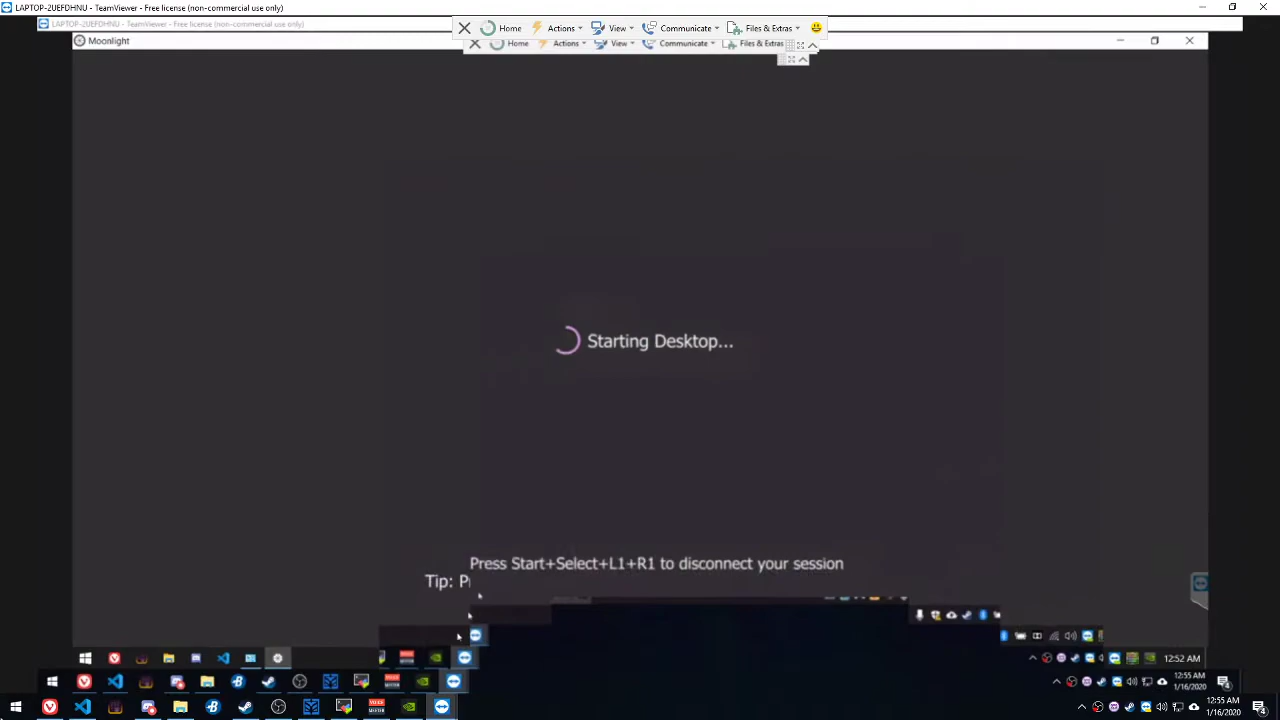 LAPTOP-2UEFDHNU - TeamViewer - Free license (non-commercial use only)
LAPTOP-2UEFDHNU - TeamViewer - Free license (non-commercial use only)
Home Actions View Communicate Files & Extras
Moonlight
Home Actions View Communicate Files & Extras
Starting Desktop...
Press Start+Select+L1+R1 to disconnect your session
Tip: P
12:52 AM
12:55 AM
1/16/2020
12:55 AM
1/16/2020